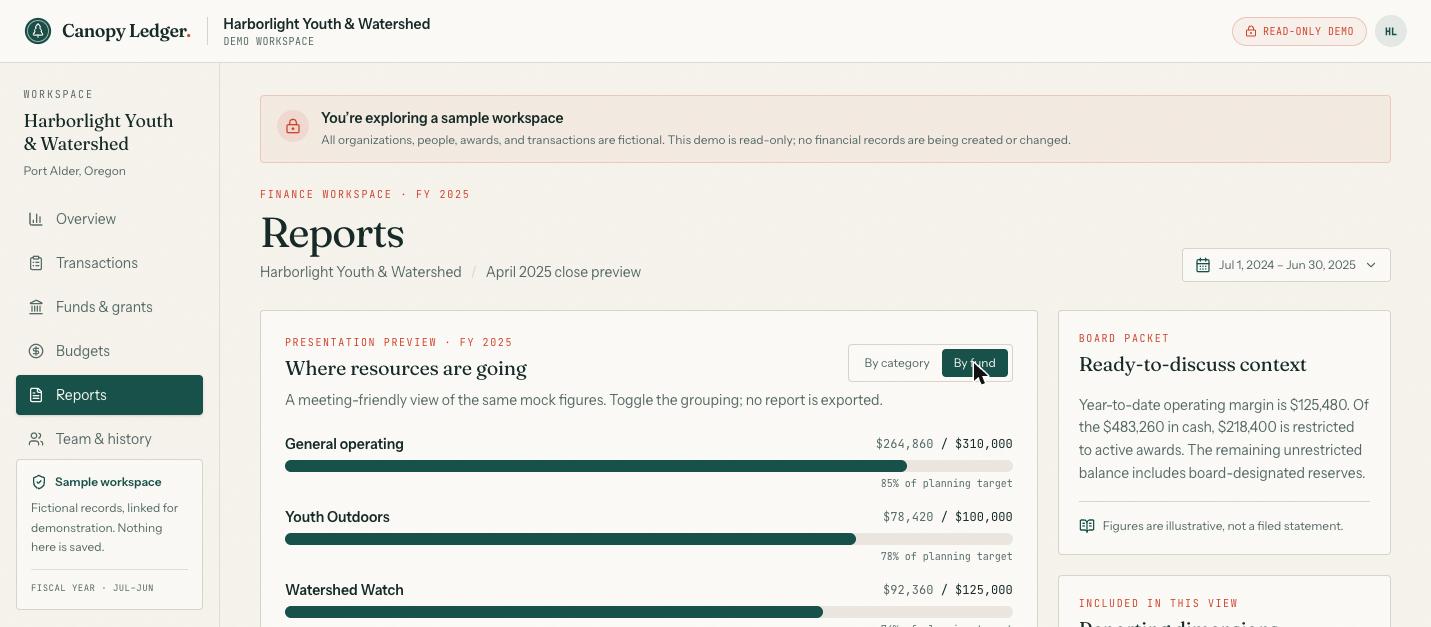 Canopy Ledger.
Harborlight Youth & Watershed
DEMO WORKSPACE
READ-ONLY DEMO
HL
WORKSPACE
Harborlight Youth
& Watershed
Port Alder, Oregon
Overview
Transactions
Funds & grants
Budgets
Reports
Team & history
Sample workspace
Fictional records, linked for
demonstration. Nothing
here is saved.
FISCAL YEAR · JUL–JUN
You’re exploring a sample workspace
All organizations, people, awards, and transactions are fictional. This demo is read-only; no financial records are being created or changed.
FINANCE WORKSPACE · FY 2025
Reports
Harborlight Youth & Watershed / April 2025 close preview
Jul 1, 2024 – Jun 30, 2025
PRESENTATION PREVIEW · FY 2025
Where resources are going
By category
By fund
A meeting-friendly view of the same mock figures. Toggle the grouping; no report is exported.
General operating
$264,860 / $310,000
85% of planning target
Youth Outdoors
$78,420 / $100,000
78% of planning target
Watershed Watch
$92,360 / $125,000
BOARD PACKET
Ready-to-discuss context
Year-to-date operating margin is $125,480. Of
the $483,260 in cash, $218,400 is restricted
to active awards. The remaining unrestricted
balance includes board-designated reserves.
Figures are illustrative, not a filed statement.
INCLUDED IN THIS VIEW
Reporting dimensions